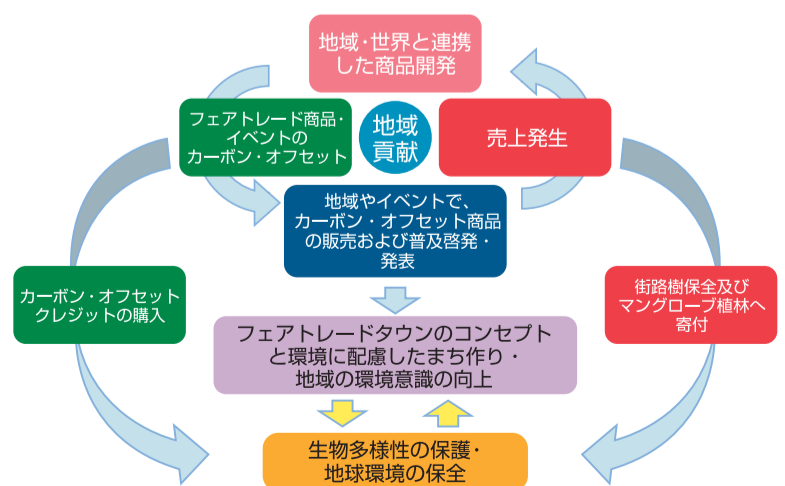 地域・世界と連携
した商品開発
フェアトレード商品・
イベントの
カーボン・オフセット
地域
貢献
売上発生
地域やイベントで、
カーボン・オフセット商品
の販売および普及啓発・
発表
カーボン・オフセット
クレジットの購入
街路樹保全及び
マングローブ植林へ
寄付
フェアトレードタウンのコンセプト
と環境に配慮したまち作り・
地域の環境意識の向上
生物多様性の保護・
地球環境の保全